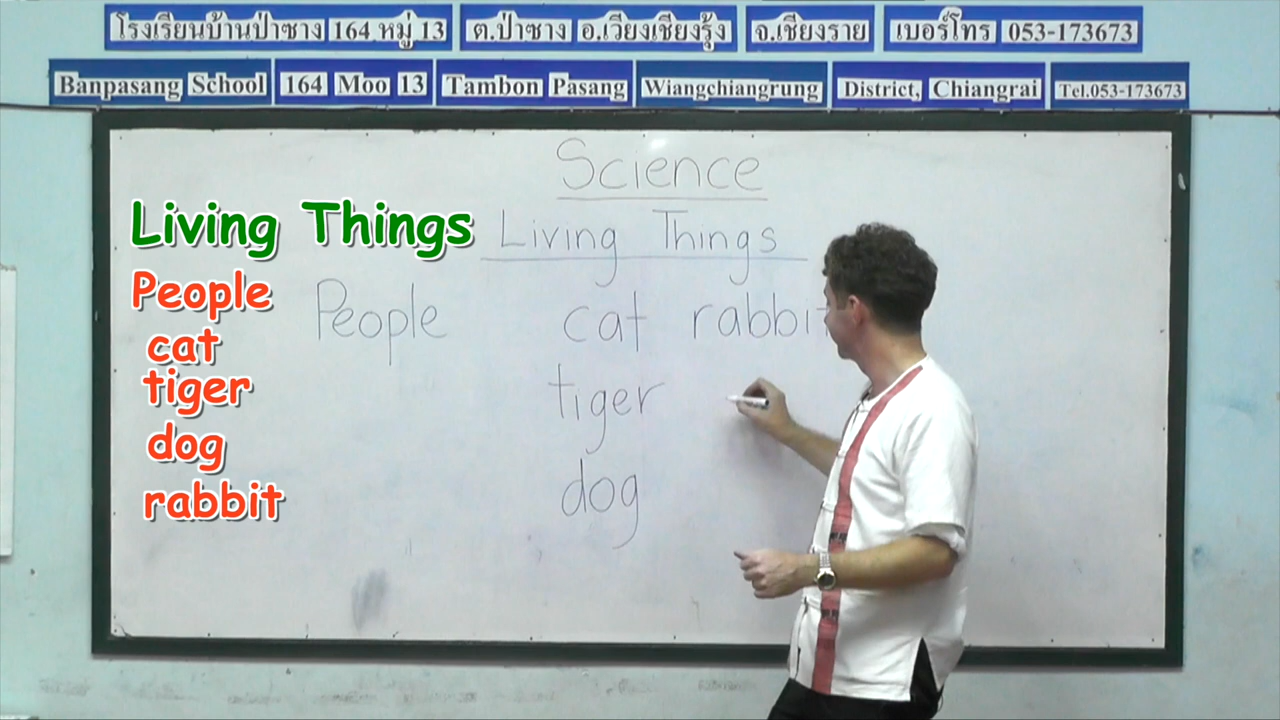 โรงเรียนบ้านป่าซาง 164 หมู่ 13 ต.ป่าซาง อ.เวียงเชียงรุ้ง จ.เชียงราย เบอร์โทร 053-173673
Banpasang School 164 Moo 13 Tambon Pasang Wiangchiangrung District, Chiangrai Tel.053-173673
Science
Living Things
People cat rabbit
tiger
dog
Living Things
People
cat
tiger
dog
rabbit